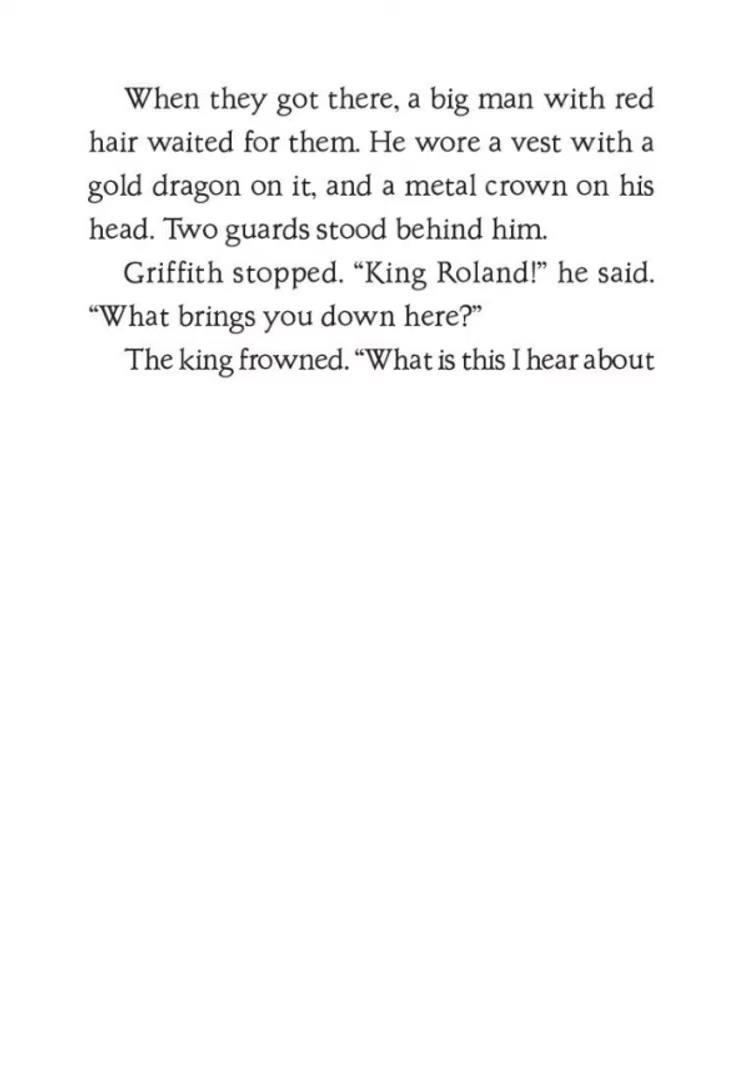 When they got there, a big man with red
hair waited for them. He wore a vest with a
gold dragon on it, and a metal crown on his
head. Two guards stood behind him.
Griffith stopped. “King Roland!” he said.
“What brings you down here?”
The king frowned. “What is this I hear about